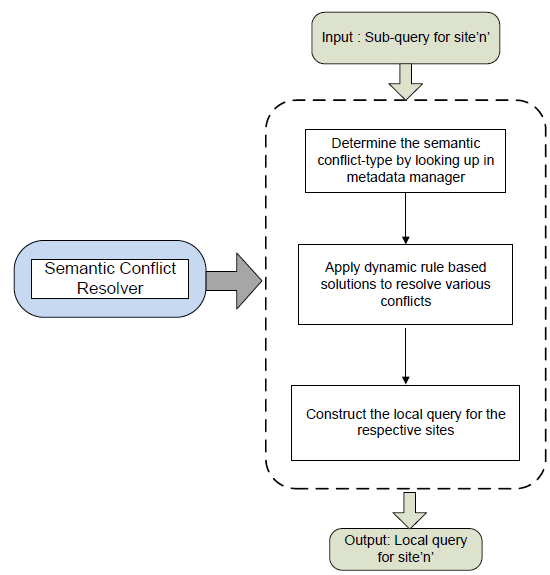 Input : Sub-query for site'n'
Determine the semantic
conflict-type by looking up in
metadata manager
Semantic Conflict
Resolver
Apply dynamic rule based
solutions to resolve various
conflicts
Construct the local query for the
respective sites
Output: Local query
for site'n'